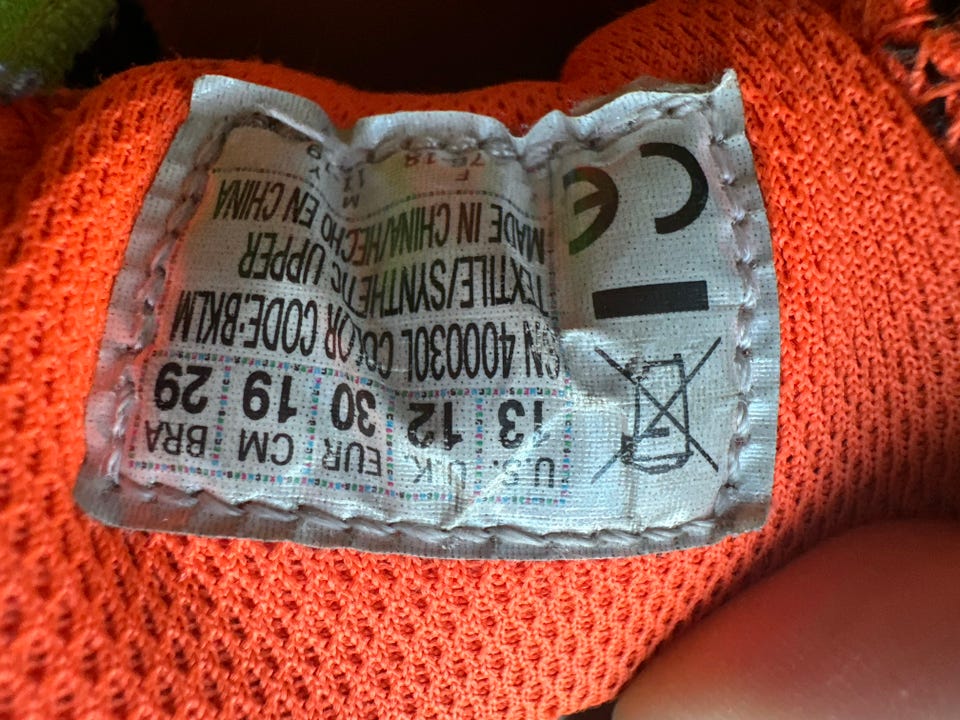 U.S. U.K. EUR CM BRA
13 12 30 19 29
SN 400030L COLOR CODE:BKLM
TEXTILE/SYNTHETIC UPPER
MADE IN CHINA/HECHO EN CHINA
CE